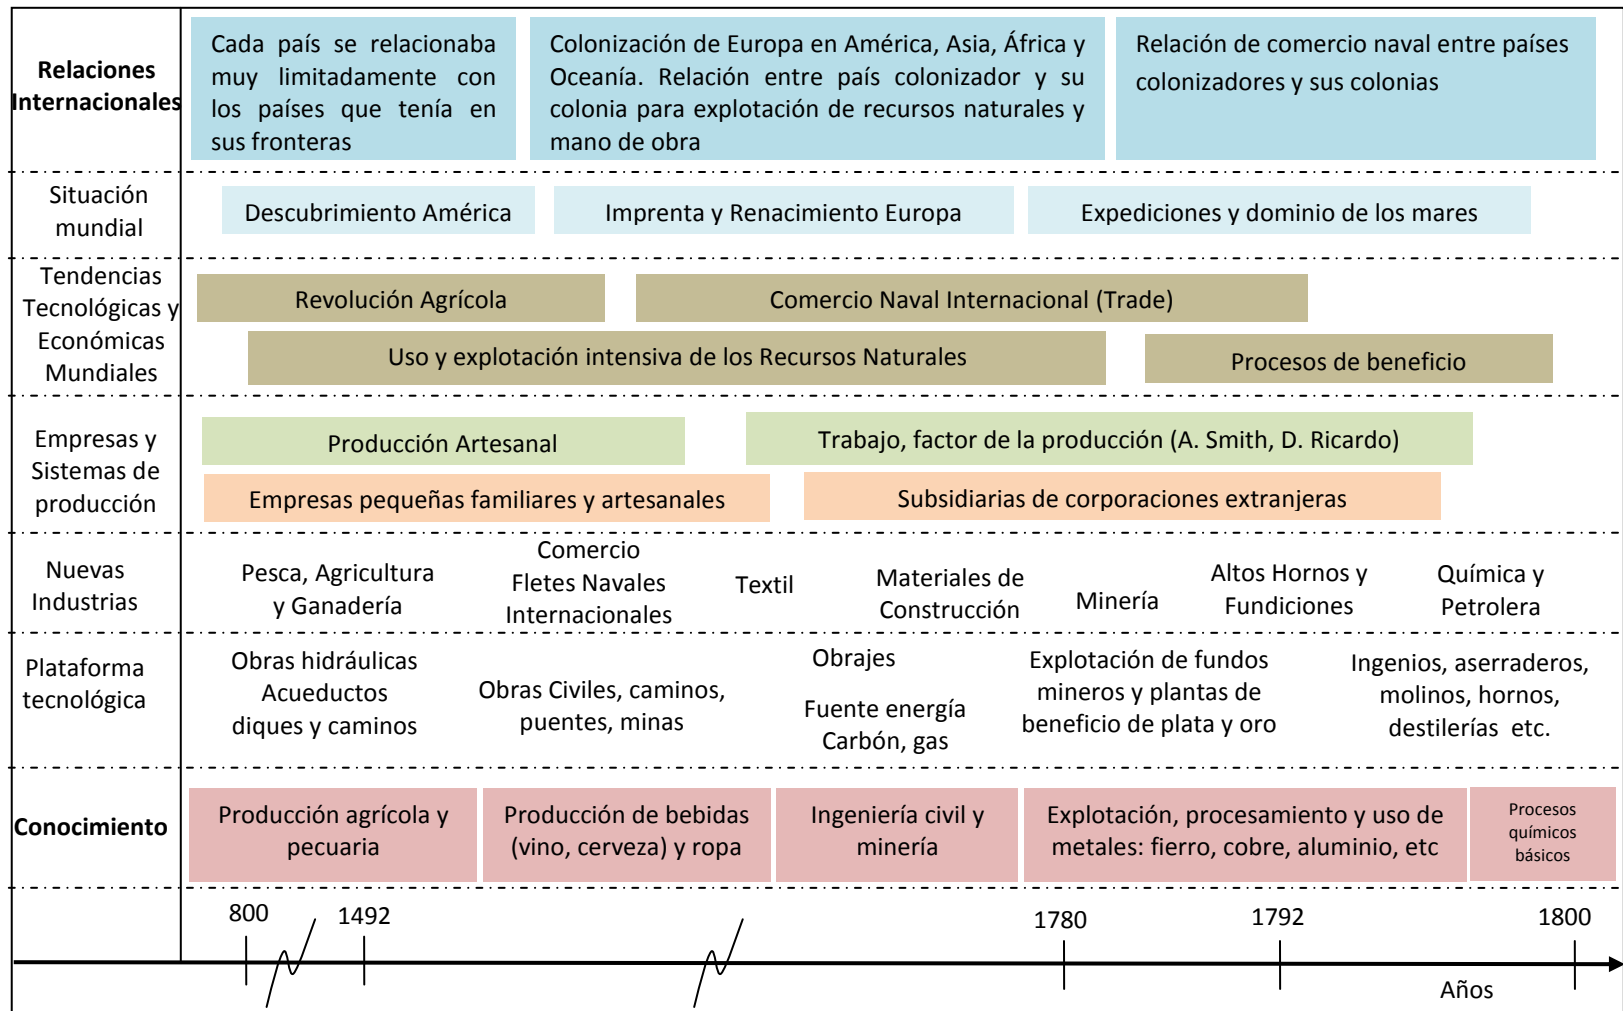 Relaciones
Internacionales
Cada país se relacionaba
muy limitadamente con
los países que tenía en
sus fronteras
Colonización de Europa en América, Asia, África y
Oceanía. Relación entre país colonizador y su
colonia para explotación de recursos naturales y
mano de obra
Relación de comercio naval entre países
colonizadores y sus colonias
Situación
mundial
Descubrimiento América
Imprenta y Renacimiento Europa
Expediciones y dominio de los mares
Tendencias
Tecnológicas y
Económicas
Mundiales
Revolución Agrícola
Comercio Naval Internacional (Trade)
Uso y explotación intensiva de los Recursos Naturales
Procesos de beneficio
Empresas y
Sistemas de
producción
Producción Artesanal
Trabajo, factor de la producción (A. Smith, D. Ricardo)
Empresas pequeñas familiares y artesanales
Subsidiarias de corporaciones extranjeras
Nuevas
Industrias
Pesca, Agricultura
y Ganadería
Comercio
Fletes Navales
Internacionales
Textil
Materiales de
Construcción
Minería
Altos Hornos y
Fundiciones
Química y
Petrolera
Plataforma
tecnológica
Obras hidráulicas
Acueductos
diques y caminos
Obras Civiles, caminos,
puentes, minas
Obrajes
Fuente energía
Carbón, gas
Explotación de fundos
mineros y plantas de
beneficio de plata y oro
Ingenios, aserraderos,
molinos, hornos,
destilerías etc.
Conocimiento
Producción agrícola y
pecuaria
Producción de bebidas
(vino, cerveza) y ropa
Ingeniería civil y
minería
Explotación, procesamiento y uso de
metales: fierro, cobre, aluminio, etc
Procesos
químicos
básicos
800
1492
1780
1792
1800
Años